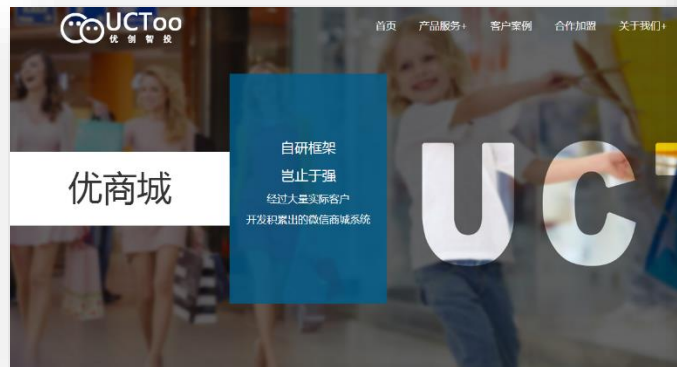 UCToo
优创智投
首页 产品服务+ 客户案例 合作加盟 关于我们+
优商城
自研框架
岂止于强
经过大量实际客户
开发积累出的微信商城系统
UC